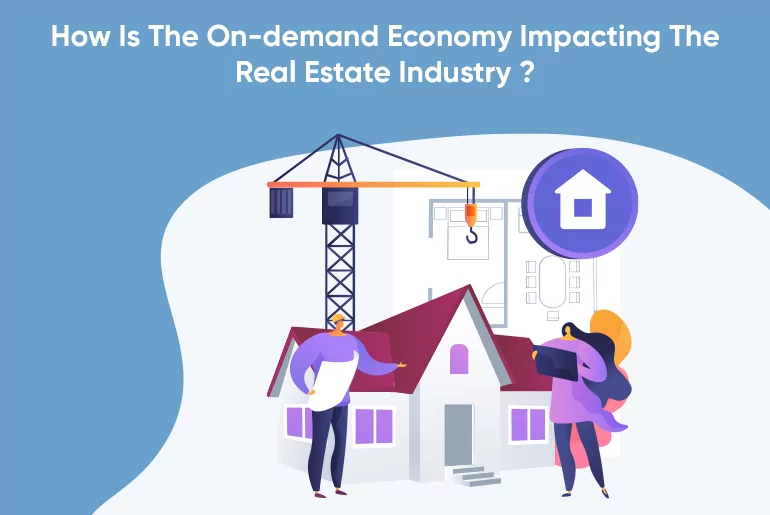 How Is The On-demand Economy Impacting The
Real Estate Industry ?